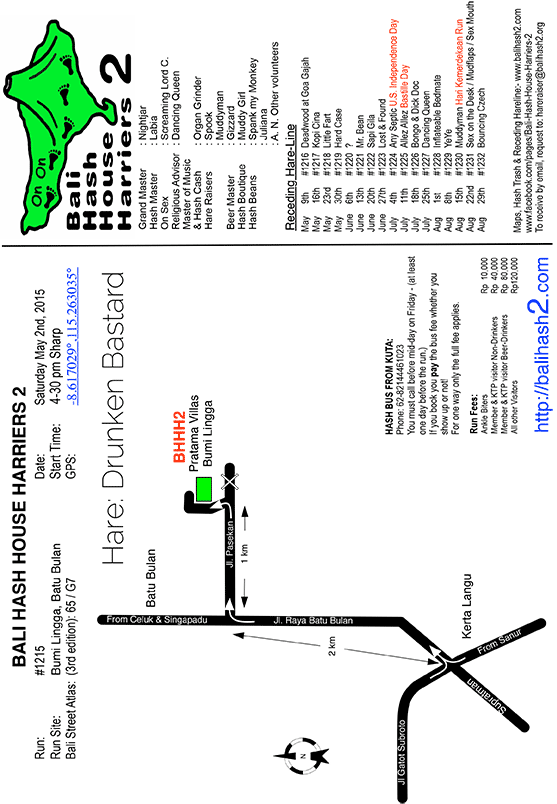 BALI HASH HOUSE HARRIERS 2
Run: #1215 Date: Saturday May 2nd, 2015
Run Site: Bumi Lingga, Batu Bulan Start Time: 4-30 pm Sharp
Bali Street Atlas: (3rd edition): 65 / G7 GPS: -8.617029°,115.263035°
Hare: Drunken Bastard
Batu Bulan
BHHH2
Pratama Villas
Bumi Lingga
From Celuk & Singapadu
Jl. Pasekan
1 km
Jl. Raya Batu Bulan
2 km
N
Kerta Langu
Jl Gatot Subroto
From Sanur
Supratman
HASH BUS FROM KUTA:
Phone: 62-82144461023
You must call before mid-day on Friday - (at least
one day before the run.)
If you book you pay the bus fee whether you
show up or not!
For one way only the full fee applies.
Run Fees:
Ankle Biters Rp 10,000
Member & KTP visitor Non-Drinkers Rp 40,000
Member & KTP visitor Beer-Drinkers Rp 80,000
All other Visitors Rp120,000
http://balihash2.com
On On
Bali
Hash
House
Harriers 2
Grand Master : Nightjar
Hash Master : Labia
On Sex : Screaming Lord C.
Religious Advisor : Dancing Queen
Master of Music
& Hash Cash : Organ Grinder
Hare Raisers : Spook
: Muddyman
Beer Master : Gizzard
Hash Boutique : Muddy Girl
Hash Beans : Spank my Monkey
: Juliana
: A. N. Other volunteers
Receding Hare-Line
May 9th #1216 Deadwood at Goa Gajah
May 16th #1217 Kopi Cina
May 23rd #1218 Little Fart
May 30th #1219 Hard Case
June 6th #1220 ?
June 13th #1221 Mr. Bean
June 20th #1222 Sapi Gila
June 27th #1223 Lost & Found
July 4th #1224 Any Septic U.S. Independence Day
July 11th #1225 Allez Allez Bastille Day
July 18th #1226 Bongo & Dick Doc
July 25th #1227 Dancing Queen
Aug 1st #1228 Inflateable Bedmate
Aug 8th #1229 YeYe
Aug 15th #1230 Muddyman Hari Kemerdekaan Run
Aug 22nd #1231 Sex on the Desk / Mudflaps / Sex Mouth
Aug 29th #1232 Bouncing Czech
Maps, Hash Trash & Receding Hareline:- www.balihash2.com
www.facebook.com/pages/Bali-Hash-House-Harriers-2
To receive by email, request to: hareraiser@balihash2.org